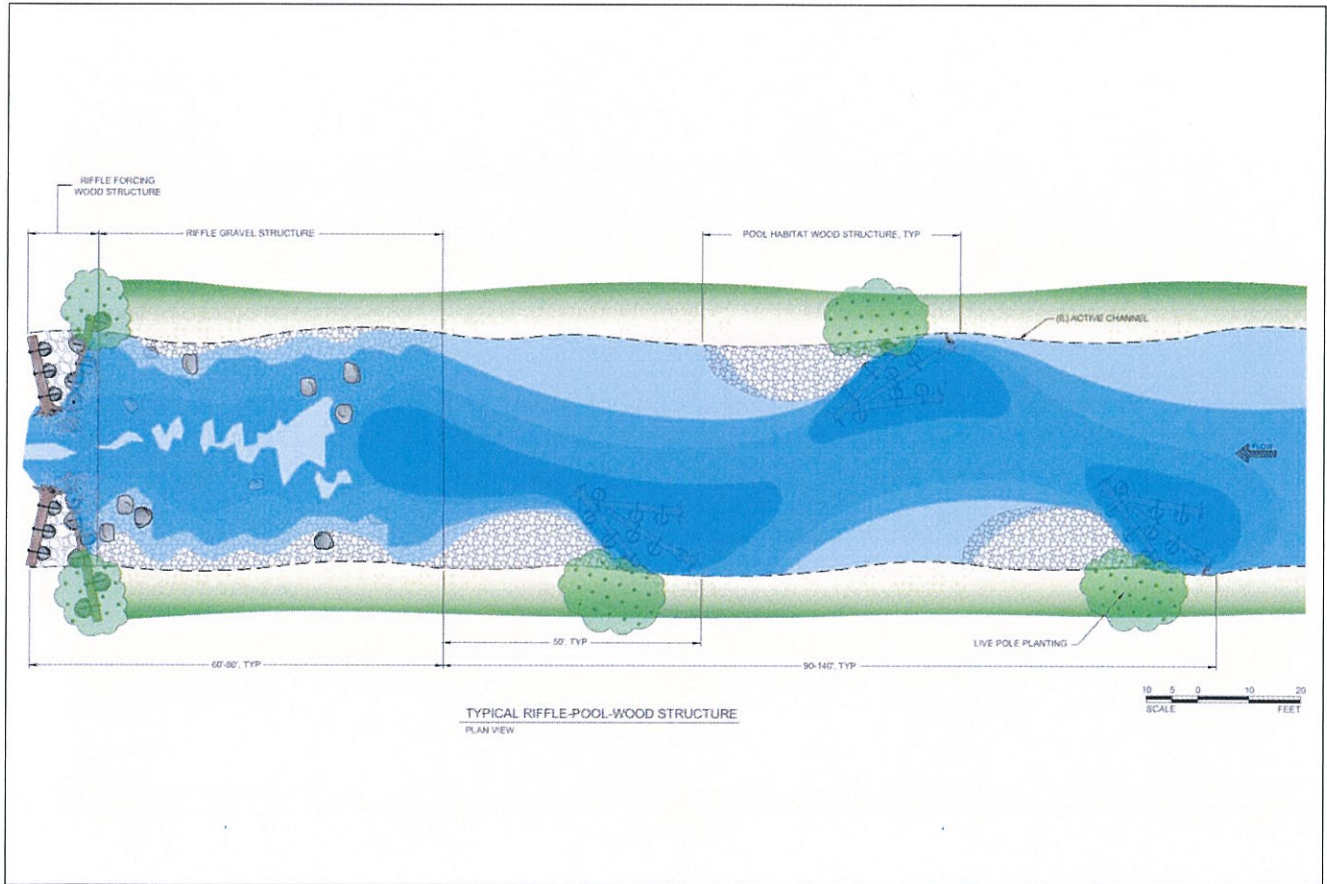 RIFFLE FORCING
WOOD STRUCTURE
RIFFLE GRAVEL STRUCTURE
POOL HABITAT WOOD STRUCTURE, TYP
(E) ACTIVE CHANNEL
FLOW
LIVE POLE PLANTING
50', TYP
60'-80', TYP
90-140', TYP
10 5 0 10 20
SCALE FEET
TYPICAL RIFFLE-POOL-WOOD STRUCTURE
PLAN VIEW